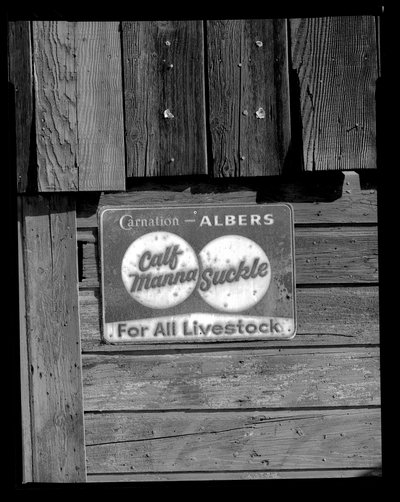 Carnation — ALBERS
Calf
Manna Suckle
For All Livestock